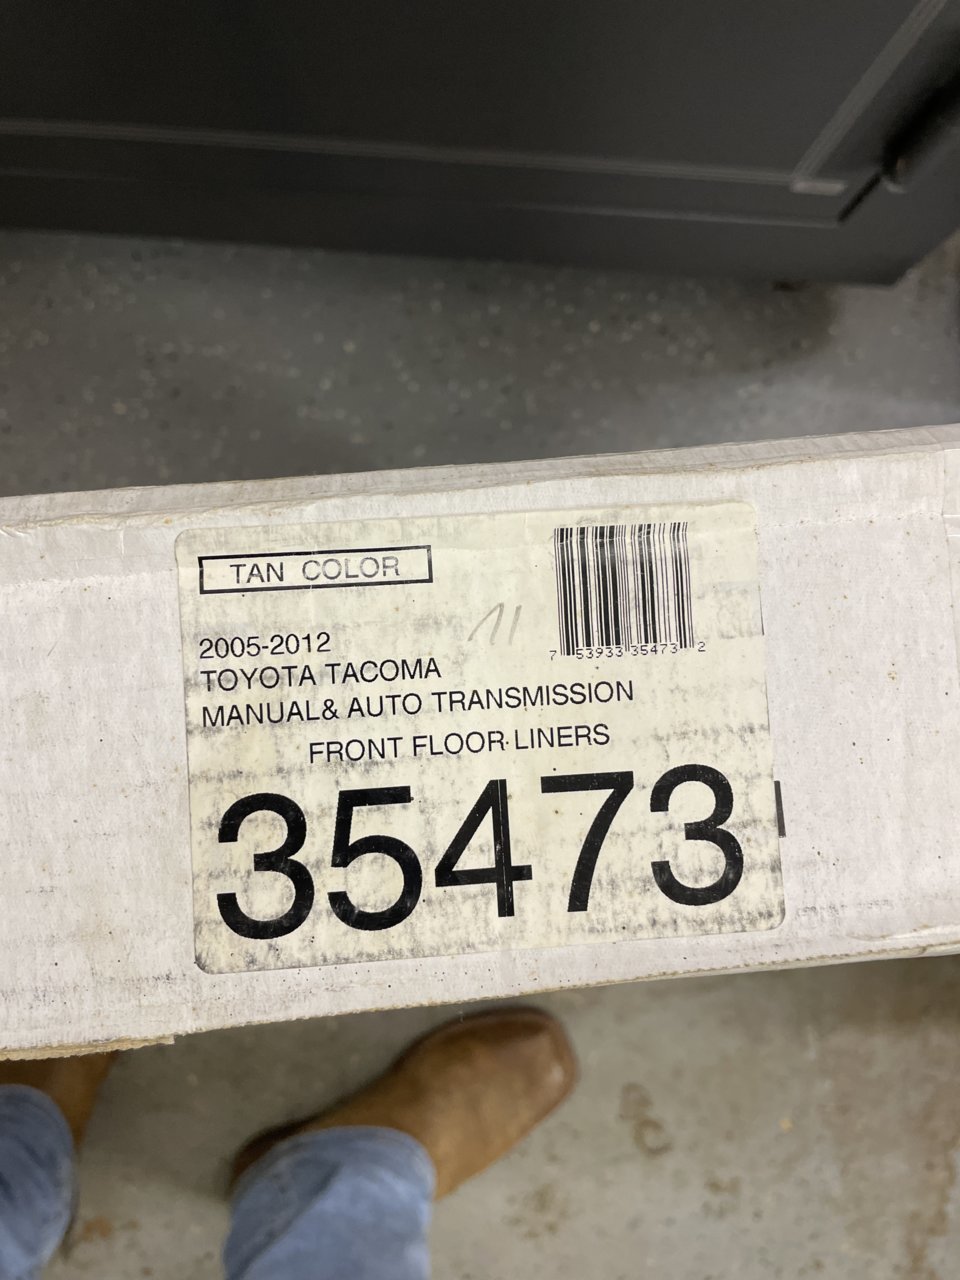 TAN COLOR
11
7 53933 35473 2
2005-2012
TOYOTA TACOMA
MANUAL& AUTO TRANSMISSION
FRONT FLOOR LINERS
35473